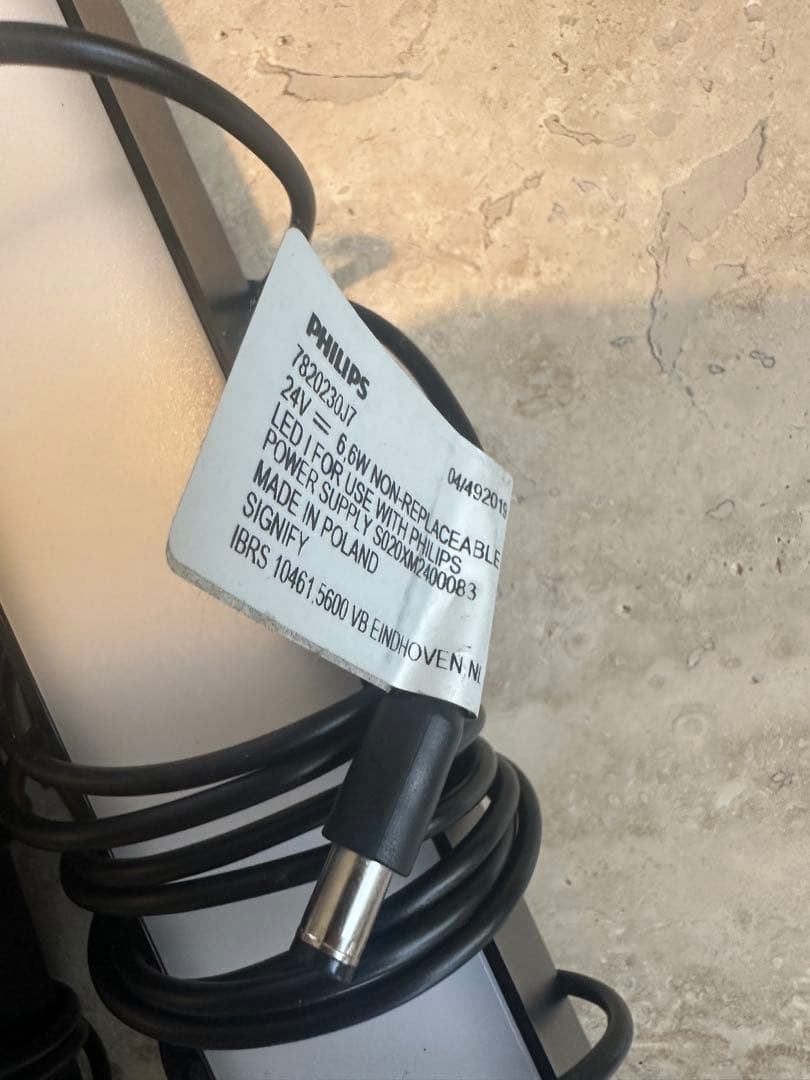 PHILIPS
7820230J7
04/492019
24V ⎓ 6,6W NON-REPLACEABLE
LED I FOR USE WITH PHILIPS
POWER SUPPLY S020XM2400083
MADE IN POLAND
SIGNIFY
IBRS 10461.5600 VB EINDHOVEN,NL